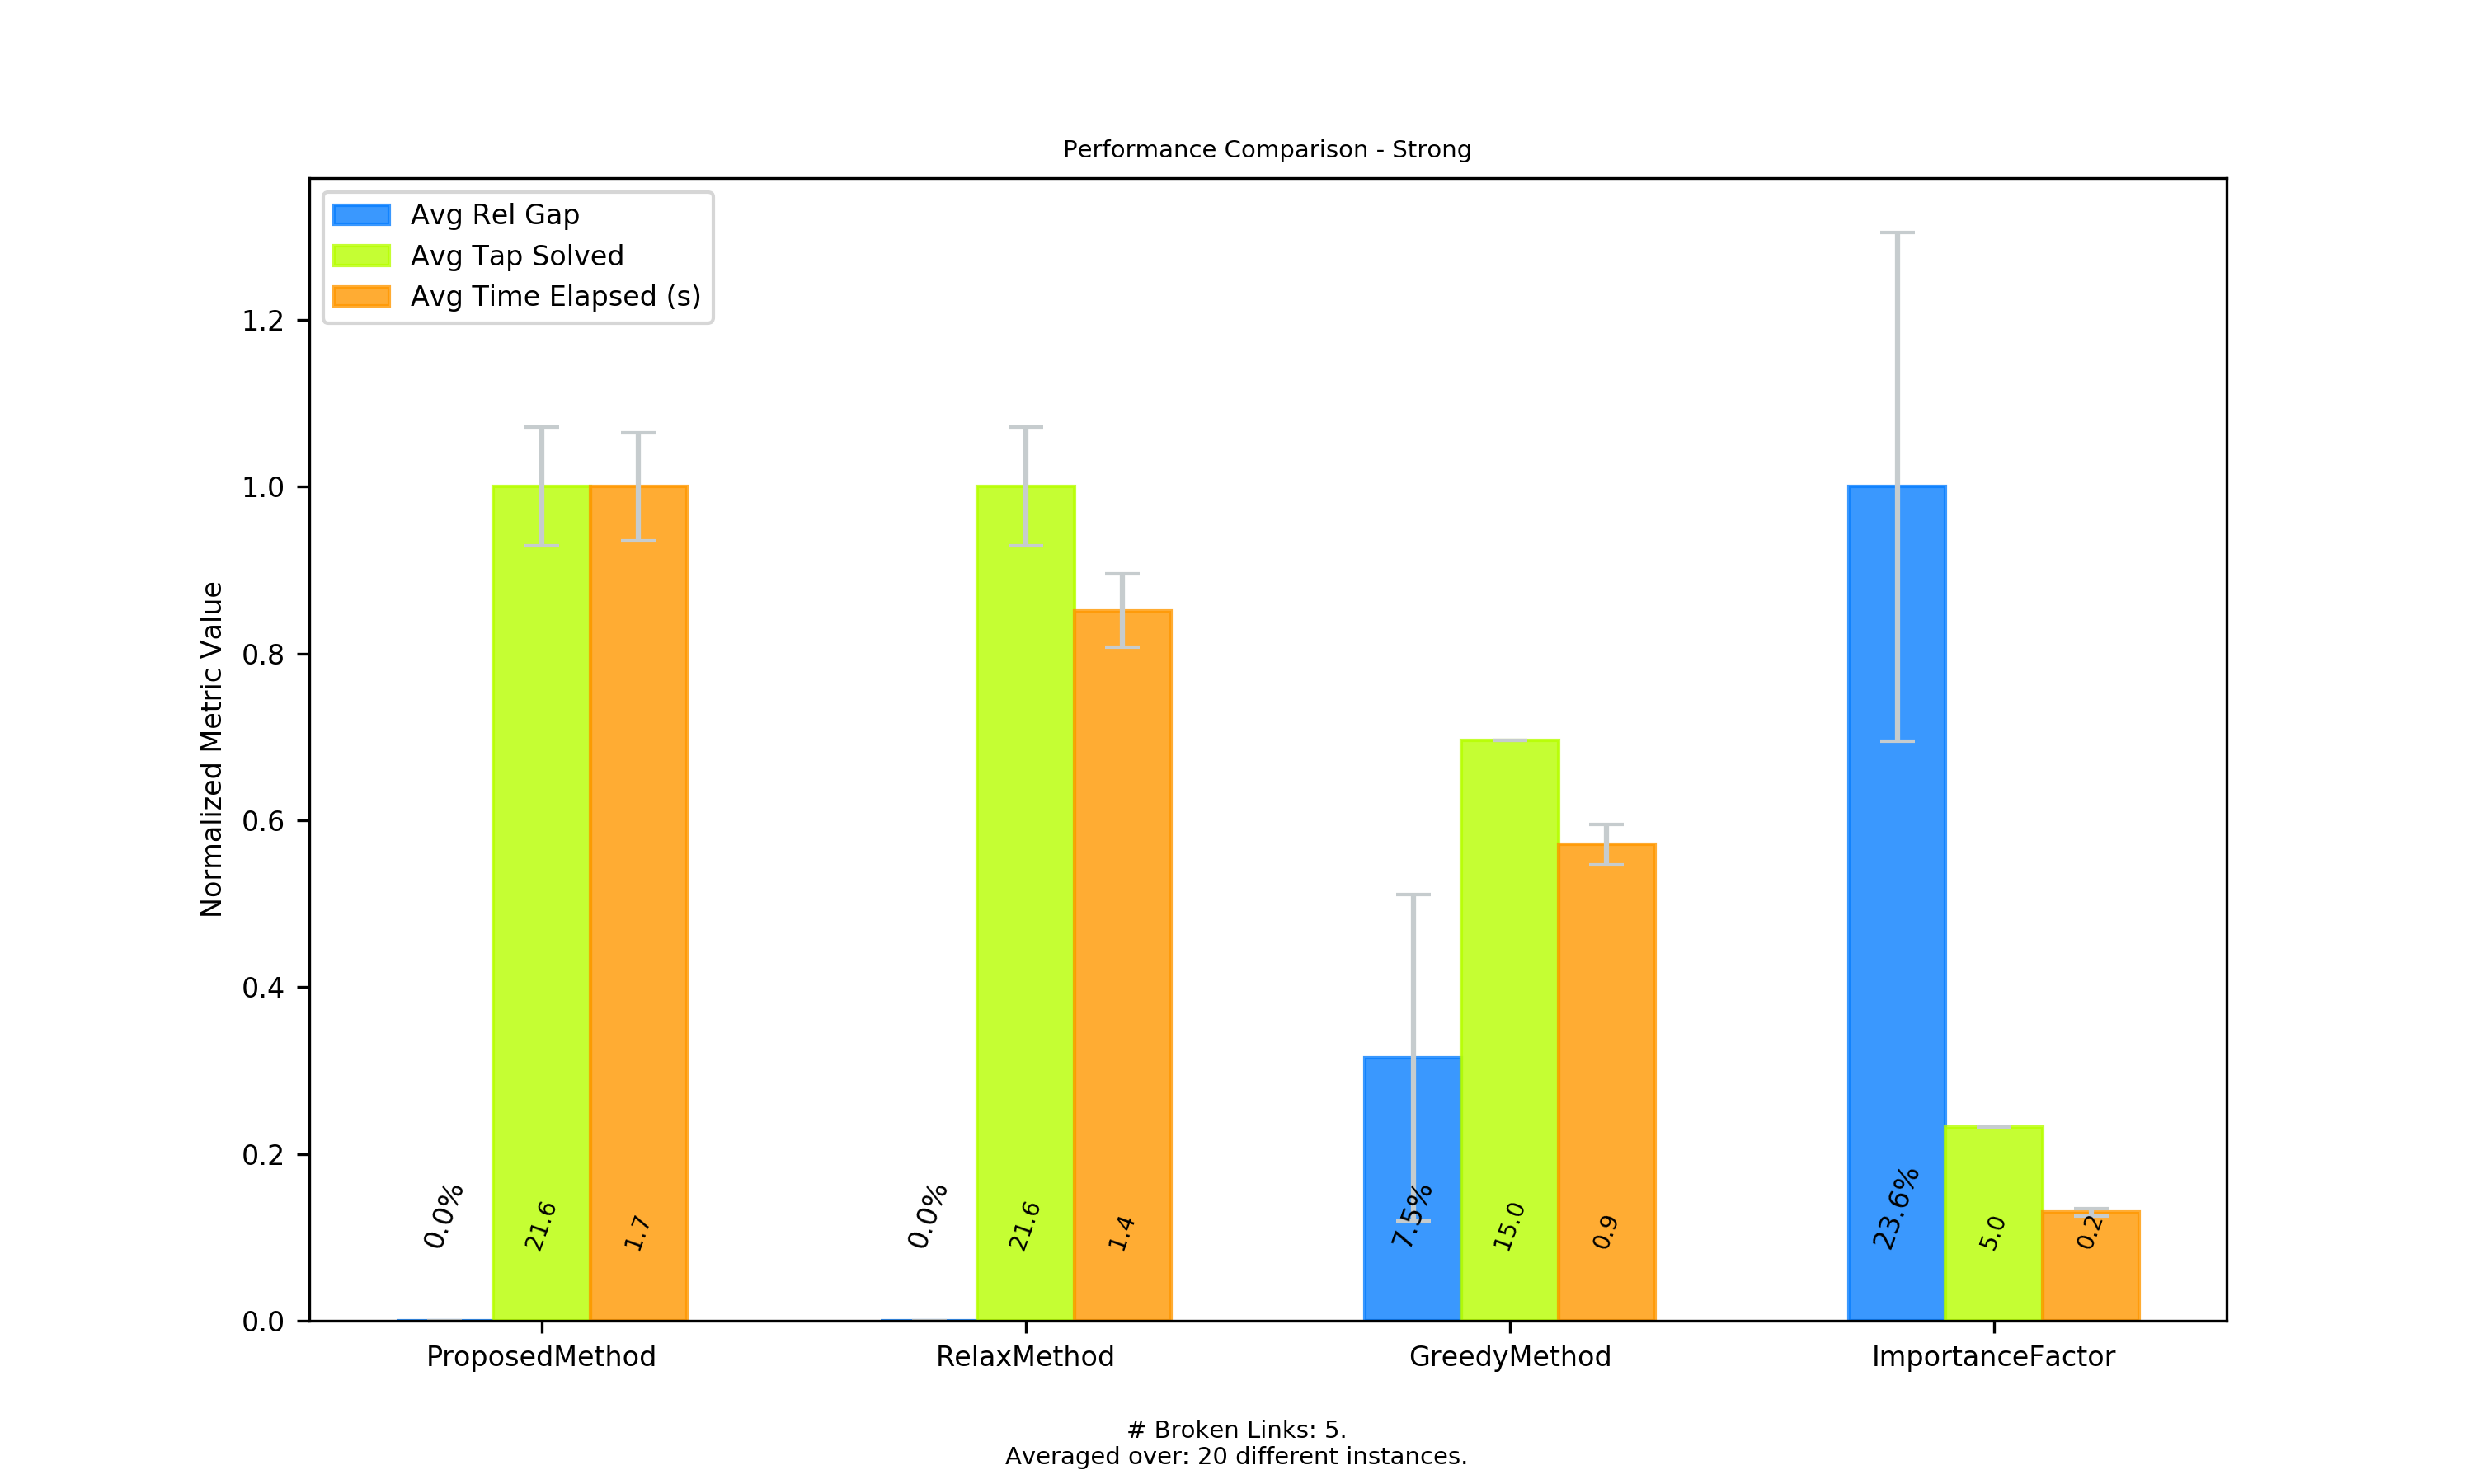 Performance Comparison - Strong
Avg Rel Gap
Avg Tap Solved
Avg Time Elapsed (s)
Normalized Metric Value
1.2
1.0
0.8
0.6
0.4
0.2
0.0
0.0%
21.6
1.7
0.0%
21.6
1.4
7.5%
15.0
0.9
23.6%
5.0
0.2
ProposedMethod
RelaxMethod
GreedyMethod
ImportanceFactor
# Broken Links: 5.
Averaged over: 20 different instances.